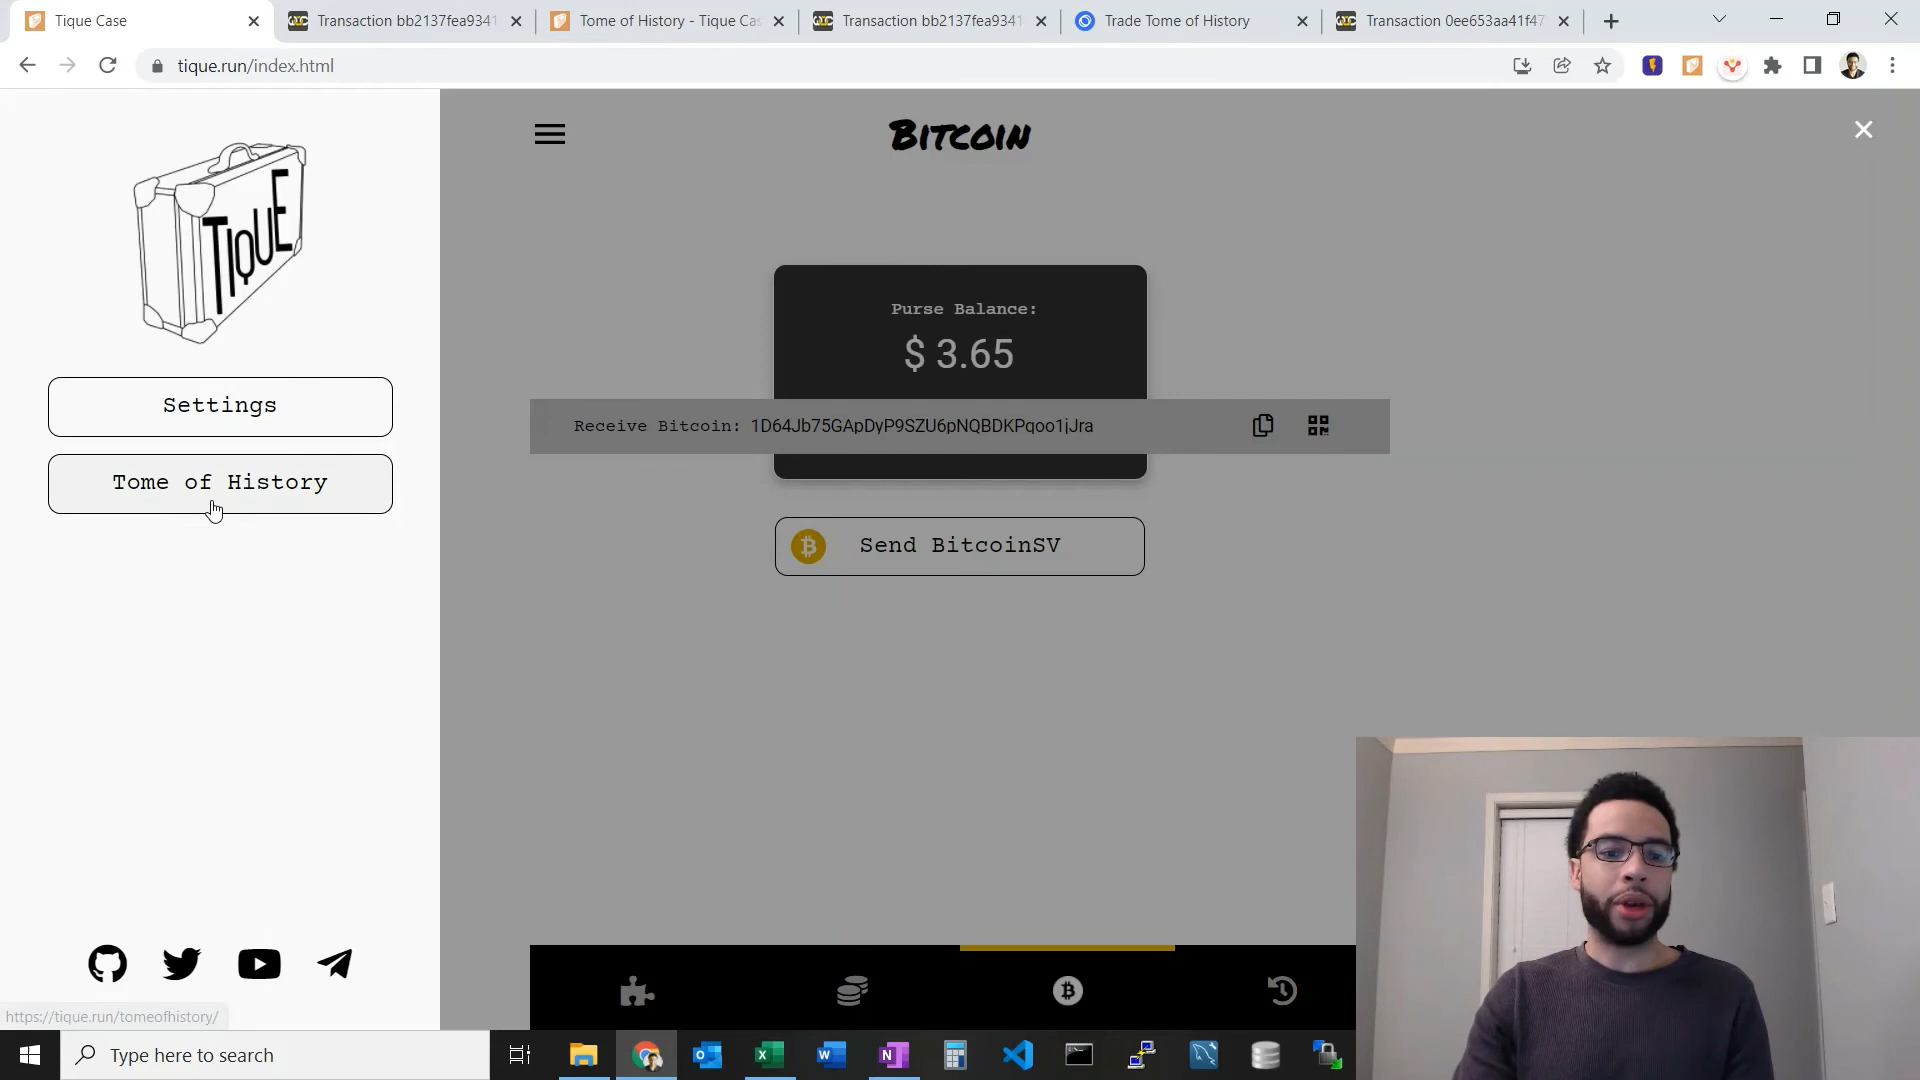 Tique Case
Transaction bb2137fea9341
Tome of History - Tique Cas
Transaction bb2137fea9341
Trade Tome of History
Transaction 0ee653aa41f47
tique.run/index.html
TIQUE
Settings
Tome of History
Bitcoin
Purse Balance:
$ 3.65
Receive Bitcoin: 1D64Jb75GApDyP9SZU6pNQBDKPqoo1jJra
Send BitcoinSV
https://tique.run/tomeofhistory/
Type here to search